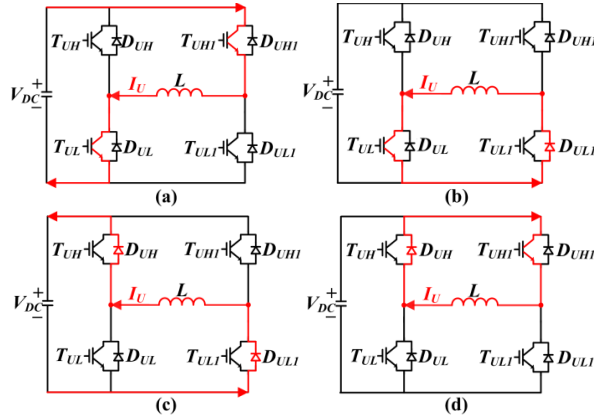 T_UH D_UH T_UH1 D_UH1
T_UH D_UH T_UH1 D_UH1
+ V_DC − I_U L
+ V_DC − I_U L
T_UL D_UL T_UL1 D_UL1
T_UL D_UL T_UL1 D_UL1
(a)
(b)
T_UH D_UH T_UH1 D_UH1
T_UH D_UH T_UH1 D_UH1
+ V_DC − I_U L
+ V_DC − I_U L
T_UL D_UL T_UL1 D_UL1
T_UL D_UL T_UL1 D_UL1
(c)
(d)